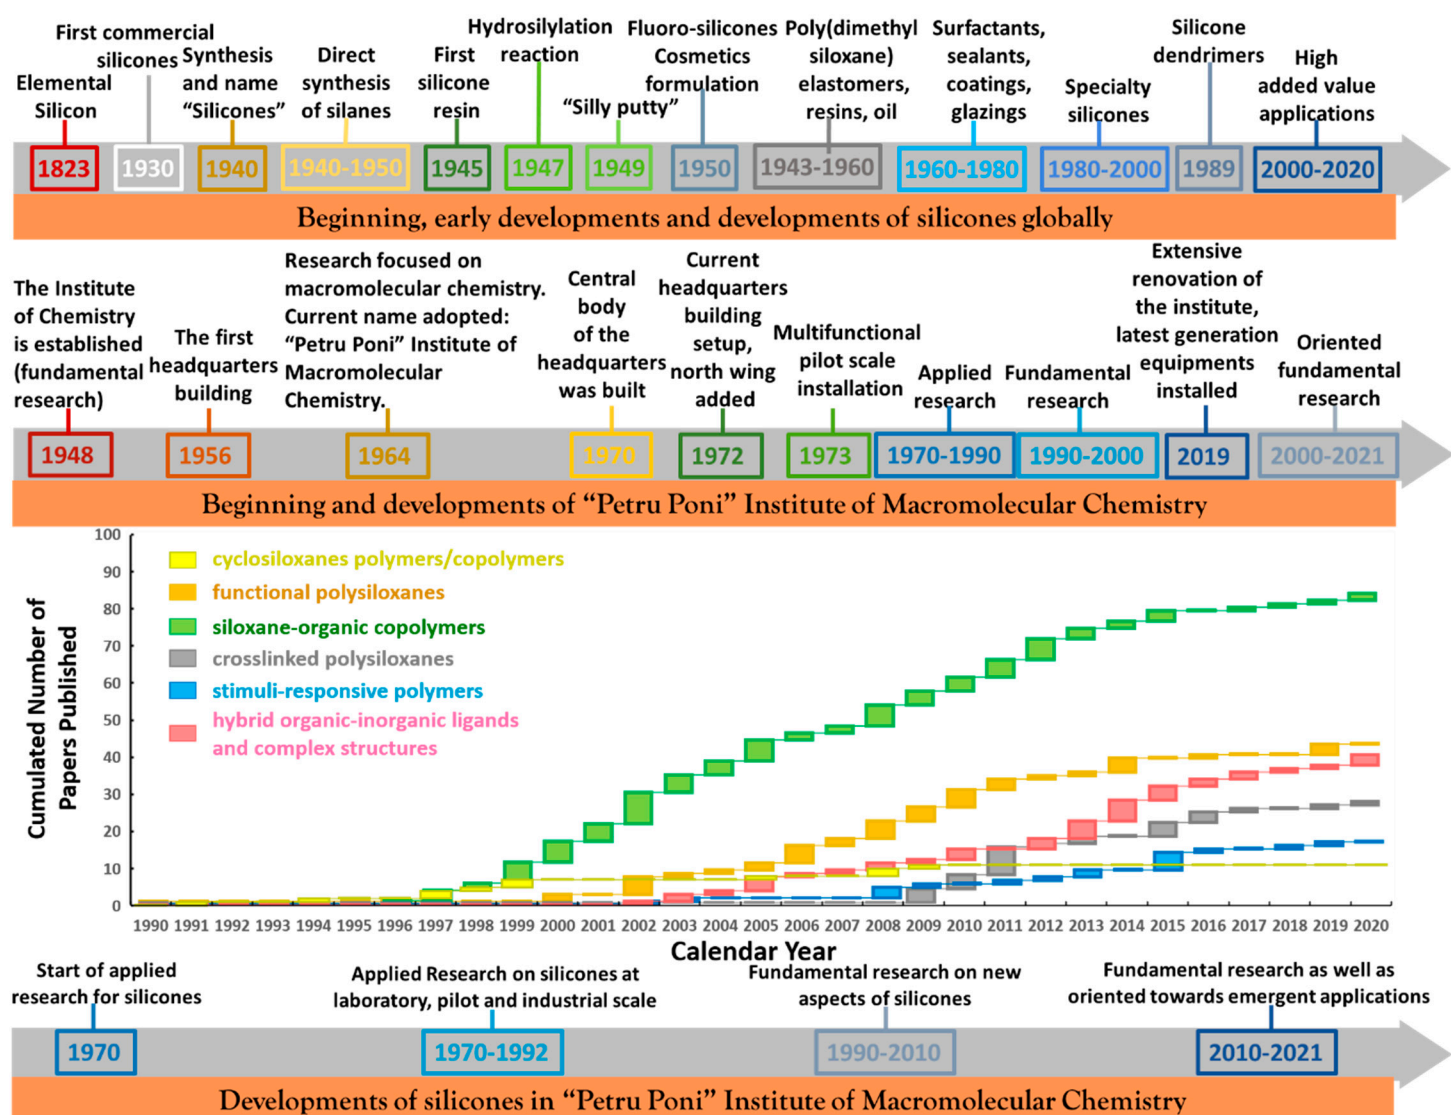 First commercial
silicones
Elemental
Silicon
Synthesis
and name
“Silicones”
Direct
synthesis
of silanes
First
silicone
resin
Hydrosilylation
reaction
“Silly putty”
Fluoro-silicones
Cosmetics
formulation
Poly(dimethyl
siloxane)
elastomers,
resins, oil
Surfactants,
sealants,
coatings,
glazings
Specialty
silicones
Silicone
dendrimers
High
added value
applications
1823 1930 1940 1940-1950 1945 1947 1949 1950 1943-1960 1960-1980 1980-2000 1989 2000-2020
Beginning, early developments and developments of silicones globally
The Institute
of Chemistry
is established
(fundamental
research)
The first
headquarters
building
Research focused on
macromolecular chemistry.
Current name adopted:
“Petru Poni” Institute of
Macromolecular
Chemistry.
Central
body
of the
headquarters
was built
Current
headquarters
building
setup,
north wing
added
Multifunctional
pilot scale
installation
Applied
research
Fundamental
research
Extensive
renovation of
the institute,
latest generation
equipments
installed
Oriented
fundamental
research
1948 1956 1964 1970 1972 1973 1970-1990 1990-2000 2019 2000-2021
Beginning and developments of “Petru Poni” Institute of Macromolecular Chemistry
Cumulated Number of
Papers Published
100
90
80
70
60
50
40
30
20
10
0
cyclosiloxanes polymers/copolymers
functional polysiloxanes
siloxane-organic copolymers
crosslinked polysiloxanes
stimuli-responsive polymers
hybrid organic-inorganic ligands
and complex structures
1990 1991 1992 1993 1994 1995 1996 1997 1998 1999 2000 2001 2002 2003 2004 2005 2006 2007 2008 2009 2010 2011 2012 2013 2014 2015 2016 2017 2018 2019 2020
Calendar Year
Start of applied
research for silicones
Applied Research on silicones at
laboratory, pilot and industrial scale
Fundamental research on new
aspects of silicones
Fundamental research as well as
oriented towards emergent applications
1970 1970-1992 1990-2010 2010-2021
Developments of silicones in “Petru Poni” Institute of Macromolecular Chemistry